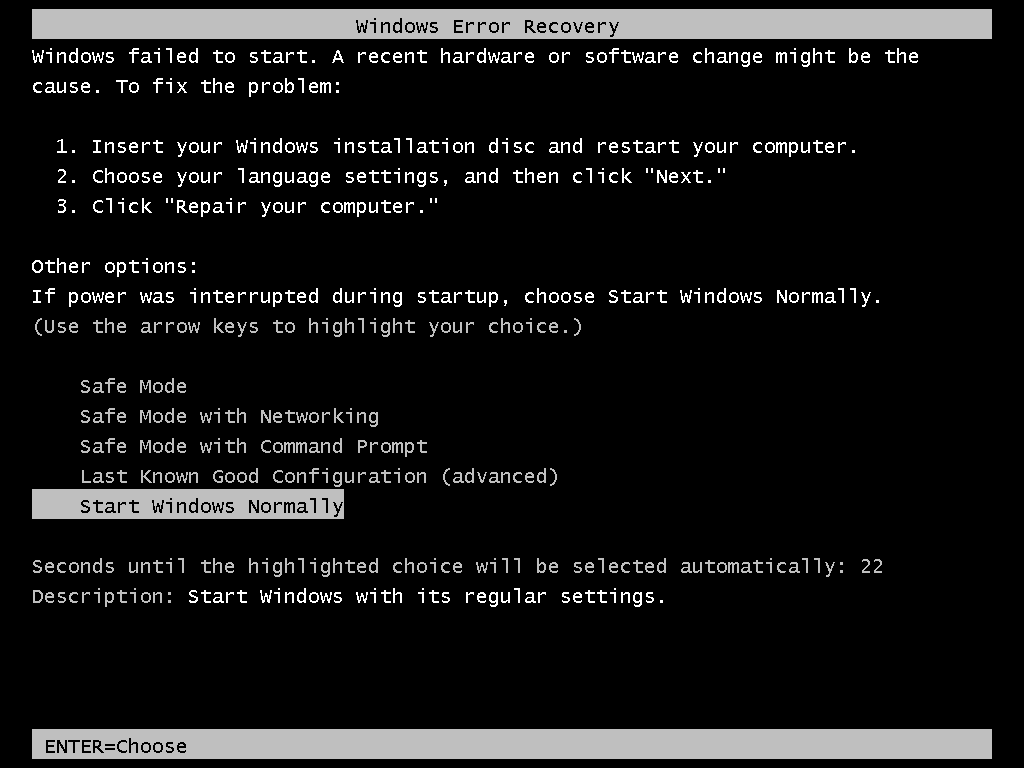 Windows Error Recovery
Windows failed to start. A recent hardware or software change might be the
cause. To fix the problem:
1. Insert your Windows installation disc and restart your computer.
2. Choose your language settings, and then click "Next."
3. Click "Repair your computer."
Other options:
If power was interrupted during startup, choose Start Windows Normally.
(Use the arrow keys to highlight your choice.)
Safe Mode
Safe Mode with Networking
Safe Mode with Command Prompt
Last Known Good Configuration (advanced)
Start Windows Normally
Seconds until the highlighted choice will be selected automatically: 22
Description: Start Windows with its regular settings.
ENTER=Choose